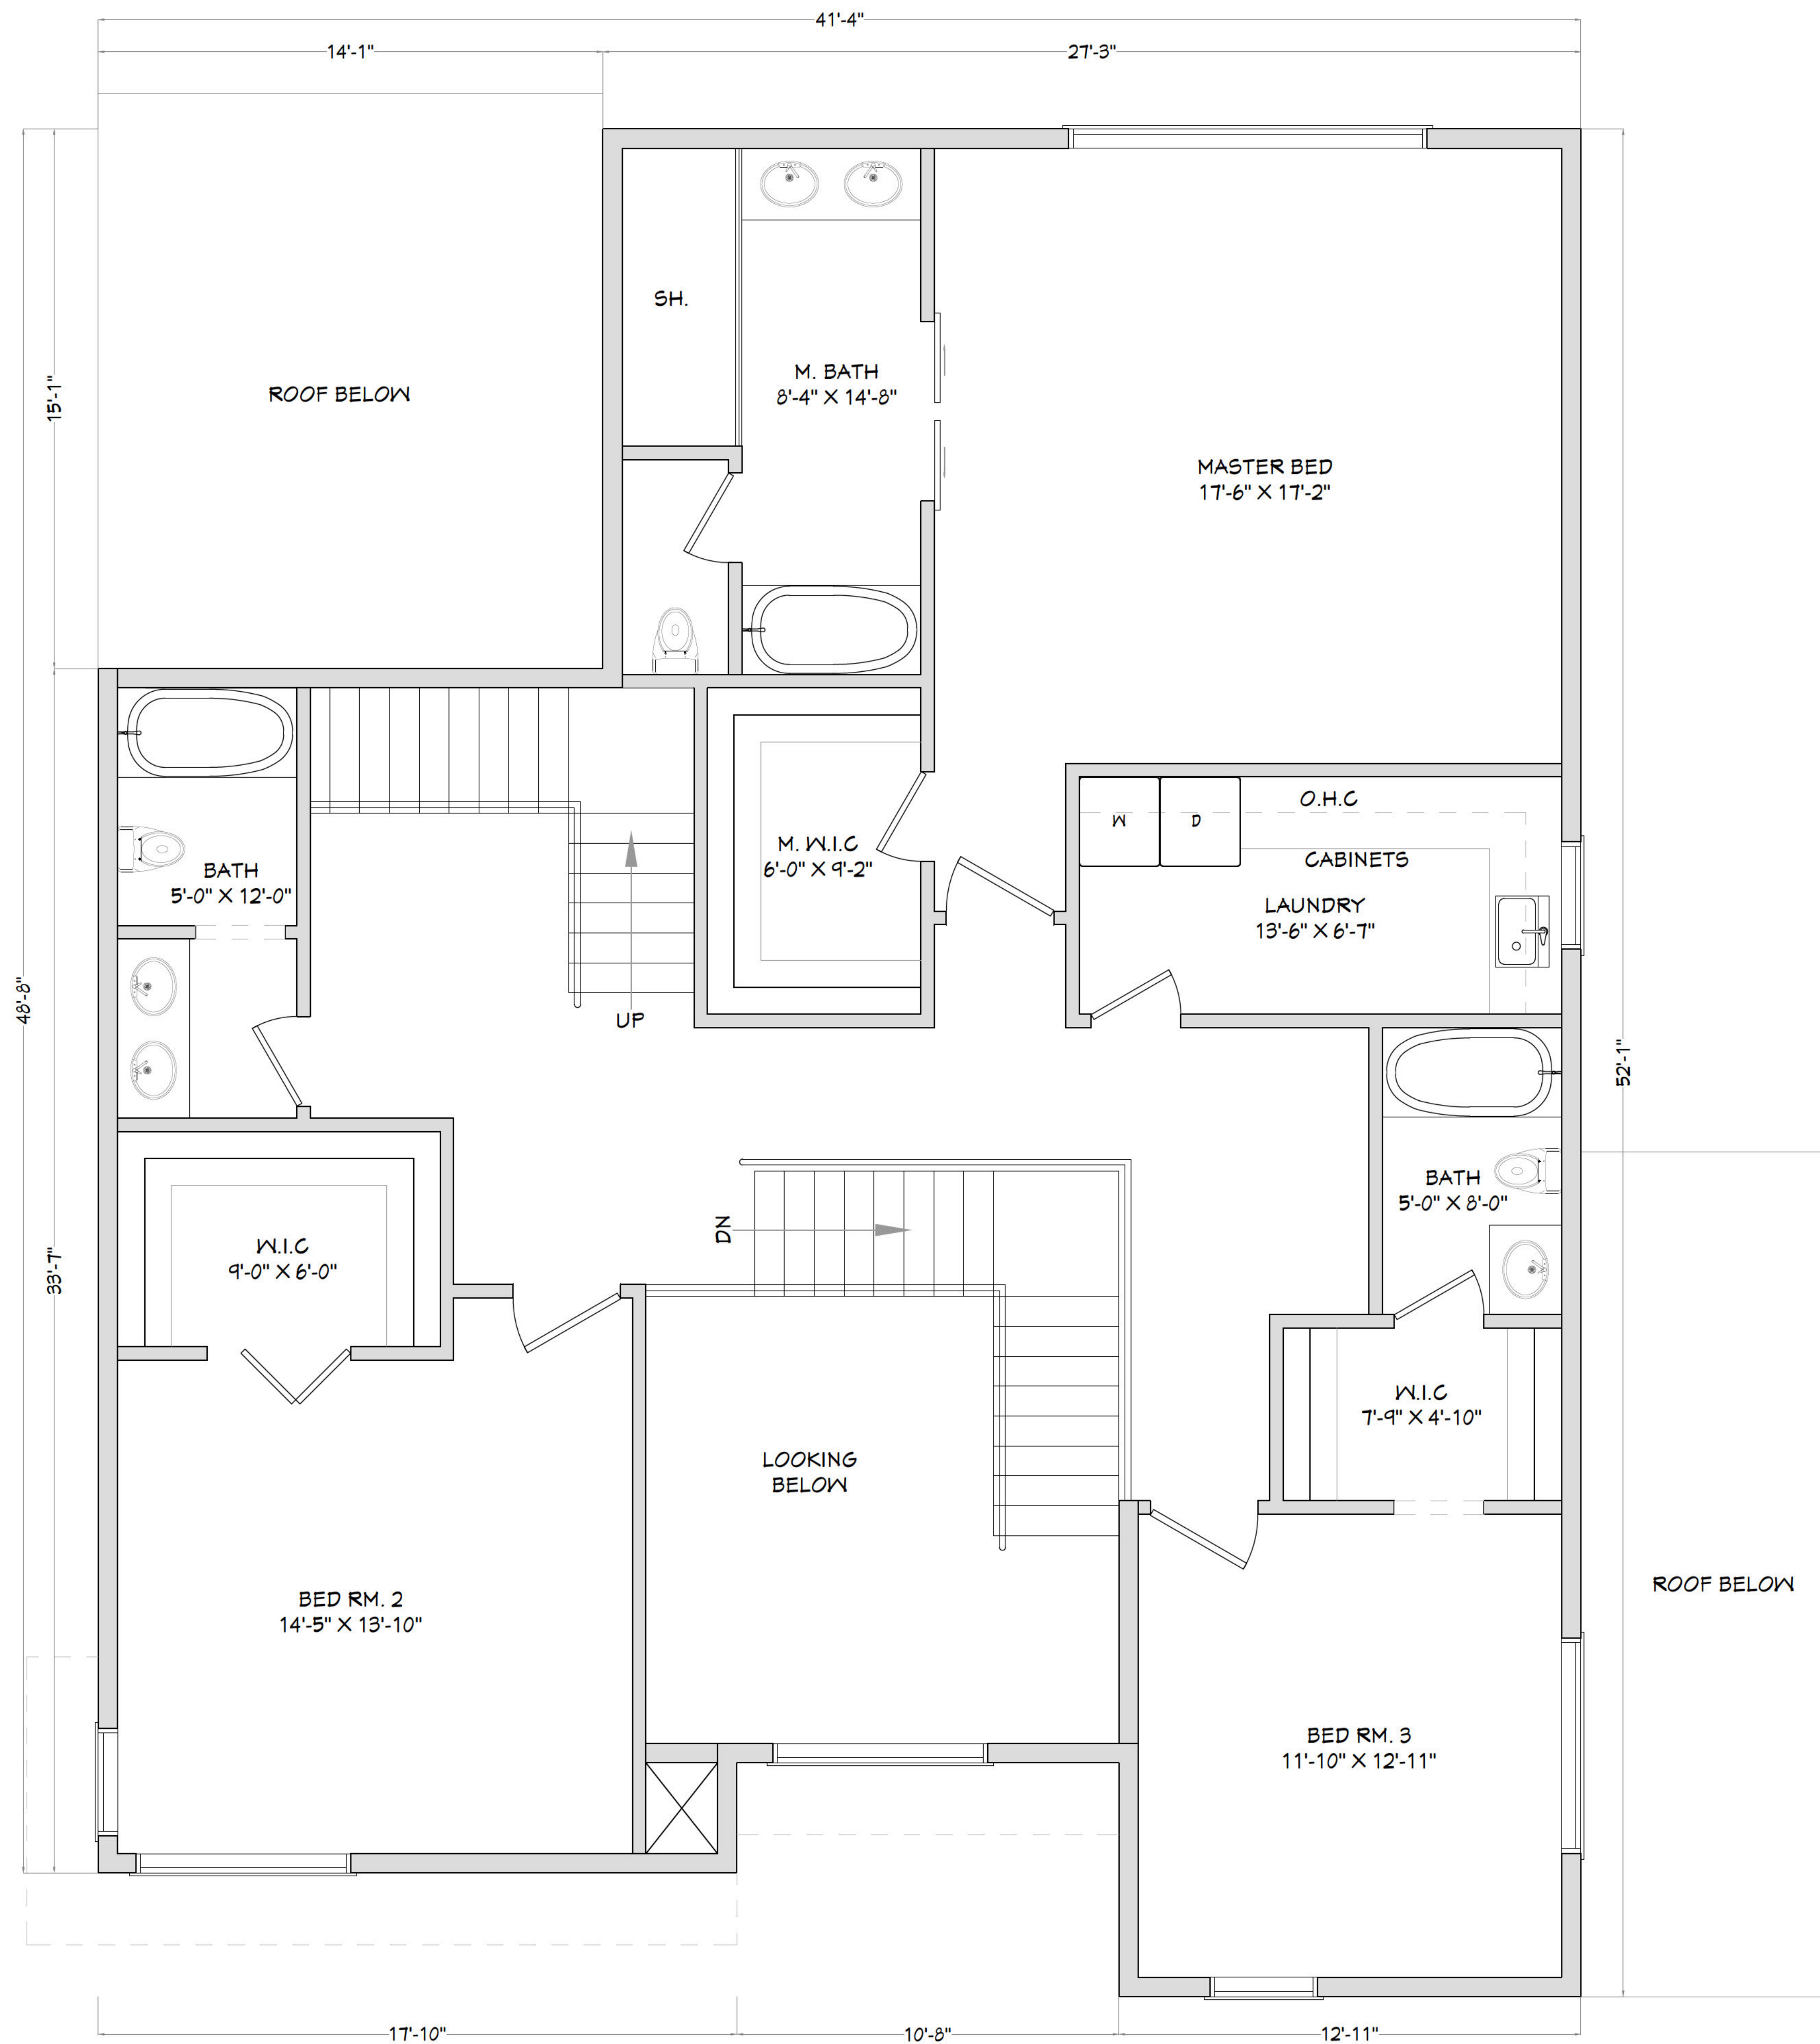 41'-4"
14'-1"
27'-3"
SH.
M. BATH
8'-4" X 14'-8"
ROOF BELOW
15'-1"
MASTER BED
17'-6" X 17'-2"
O.H.C
W
D
M. W.I.C
6'-0" X 9'-2"
CABINETS
BATH
5'-0" X 12'-0"
LAUNDRY
13'-6" X 6'-7"
48'-8"
UP
52'-1"
BATH
5'-0" X 8'-0"
DN
W.I.C
9'-0" X 6'-0"
33'-7"
W.I.C
7'-9" X 4'-10"
LOOKING
BELOW
ROOF BELOW
BED RM. 2
14'-5" X 13'-10"
BED RM. 3
11'-10" X 12'-11"
17'-10"
10'-8"
12'-11"